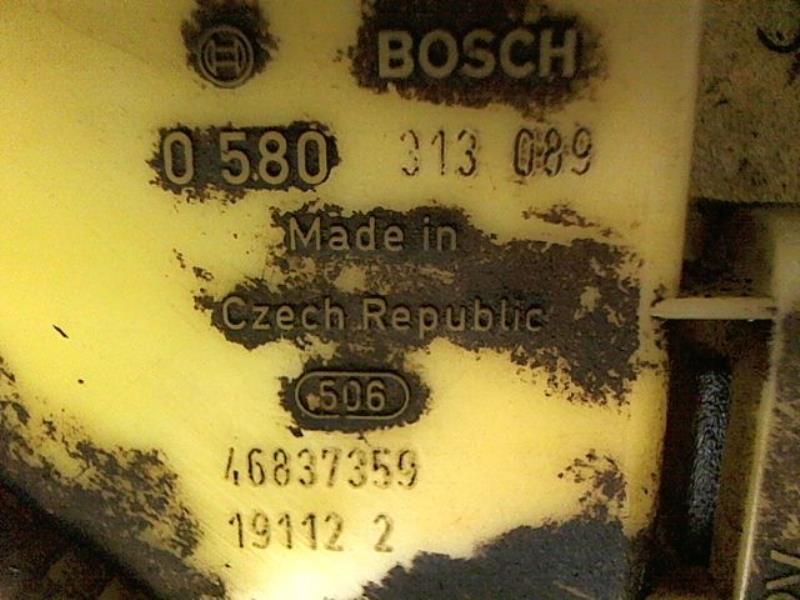 BOSCH
0 580 313 089
Made in
Czech Republic
506
46837359
19112 2